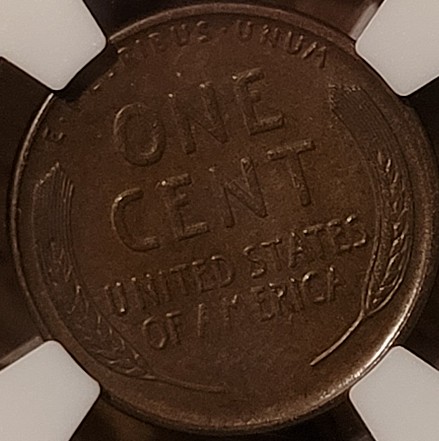 E · PLURIBUS · UNUM
ONE
CENT
UNITED STATES
OF AMERICA